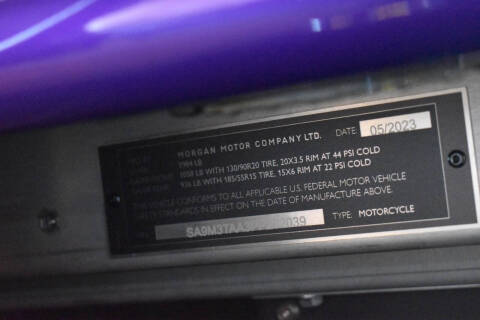 MORGAN MOTOR COMPANY LTD. DATE: 05/2023
1984 LB
1058 LB WITH 130/90R20 TIRE, 20X3.5 RIM AT 44 PSI COLD
926 LB WITH 185/55R15 TIRE, 15X6 RIM AT 22 PSI COLD
THIS VEHICLE CONFORMS TO ALL APPLICABLE U.S. FEDERAL MOTOR VEHICLE
SAFETY STANDARDS IN EFFECT ON THE DATE OF MANUFACTURE ABOVE.
TYPE: MOTORCYCLE